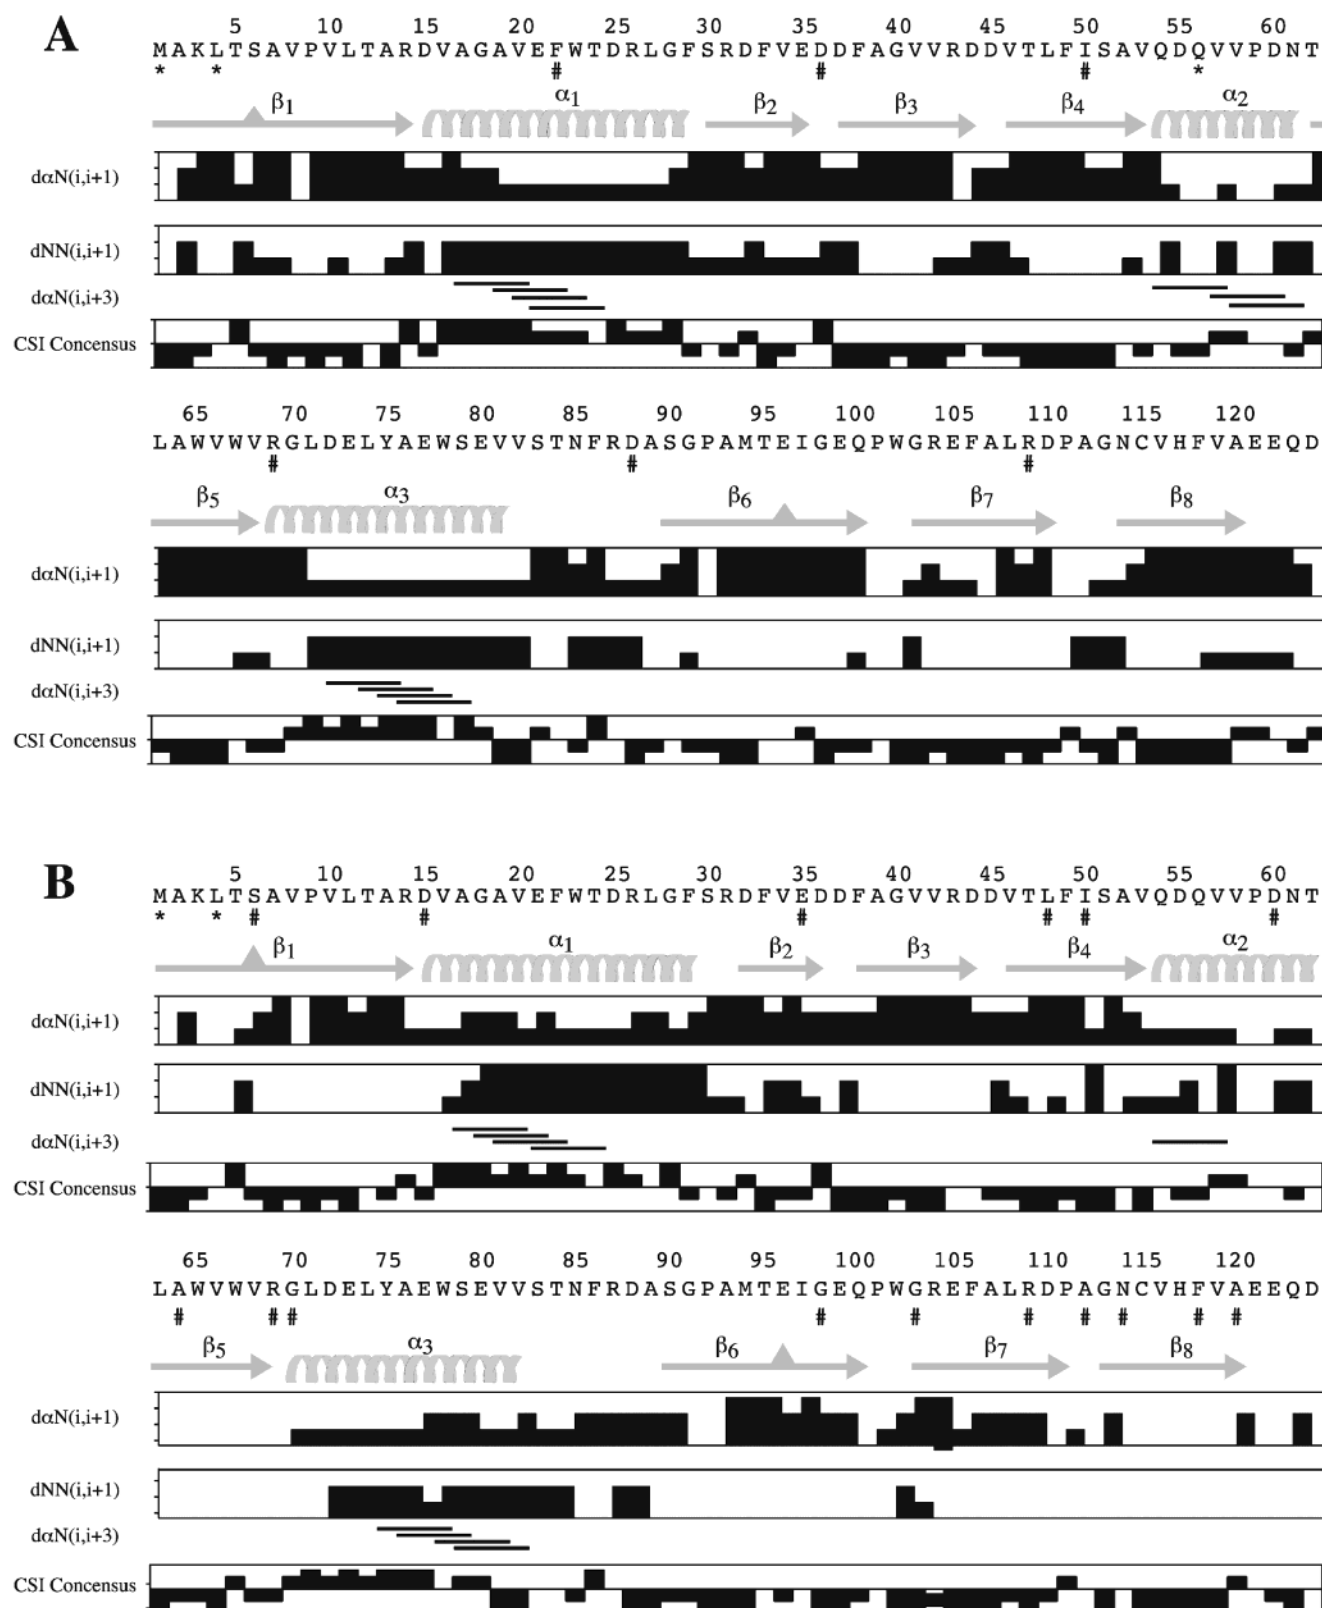 A
5 10 15 20 25 30 35 40 45 50 55 60
MAKLTSAVPVLTARDVAGAVEFWTDRLGFSRDFVEDDFAGVVRDDVTLFISAVQDQVVPDNT
* * # # # *
β1 α1 β2 β3 β4 α2
dαN(i,i+1)
dNN(i,i+1)
dαN(i,i+3)
CSI Concensus
65 70 75 80 85 90 95 100 105 110 115 120
LAWVWVRGLDELYAEWSEVVSTNFRDASGPAMTEIGEQPWGREFALRDPAGNCVHFVAEEQD
# # #
β5 α3 β6 β7 β8
dαN(i,i+1)
dNN(i,i+1)
dαN(i,i+3)
CSI Concensus
B
5 10 15 20 25 30 35 40 45 50 55 60
MAKLTSAVPVLTARDVAGAVEFWTDRLGFSRDFVEDDFAGVVRDDVTLFISAVQDQVVPDNT
* * # # # # # #
β1 α1 β2 β3 β4 α2
dαN(i,i+1)
dNN(i,i+1)
dαN(i,i+3)
CSI Concensus
65 70 75 80 85 90 95 100 105 110 115 120
LAWVWVRGLDELYAEWSEVVSTNFRDASGPAMTEIGEQPWGREFALRDPAGNCVHFVAEEQD
# # # # # # # # # #
β5 α3 β6 β7 β8
dαN(i,i+1)
dNN(i,i+1)
dαN(i,i+3)
CSI Concensus